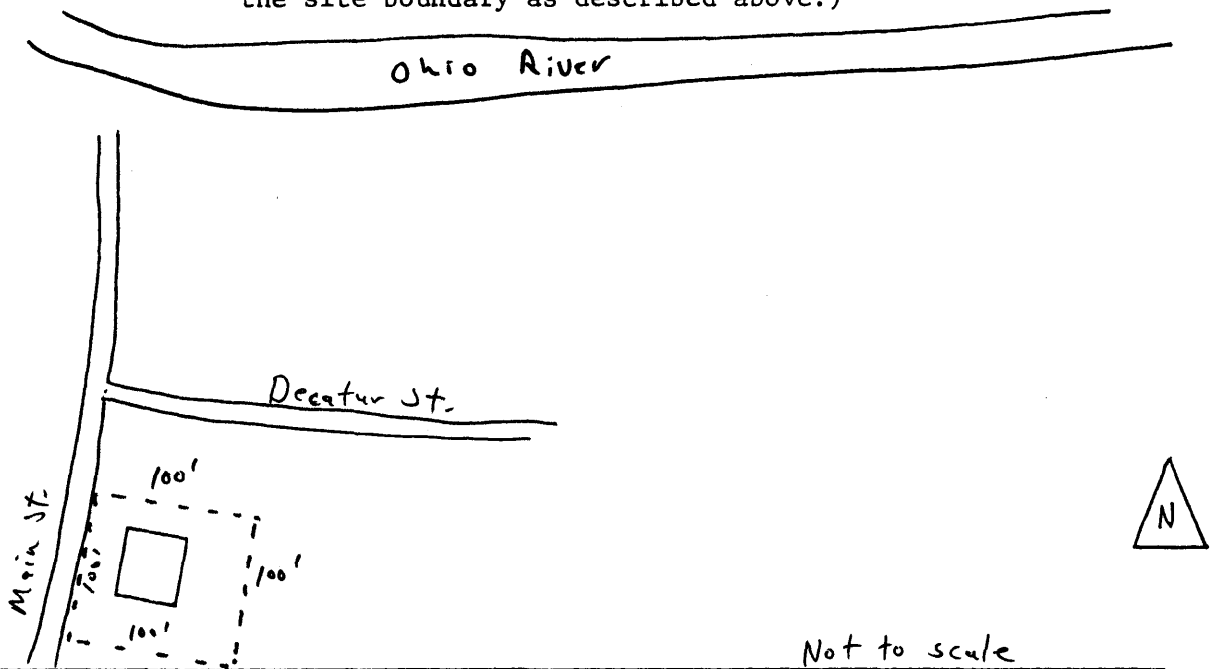 the site boundary as described above.)
Ohio River
Decatur St.
100'
Main St.
100'
100'
100'
N
Not to scale